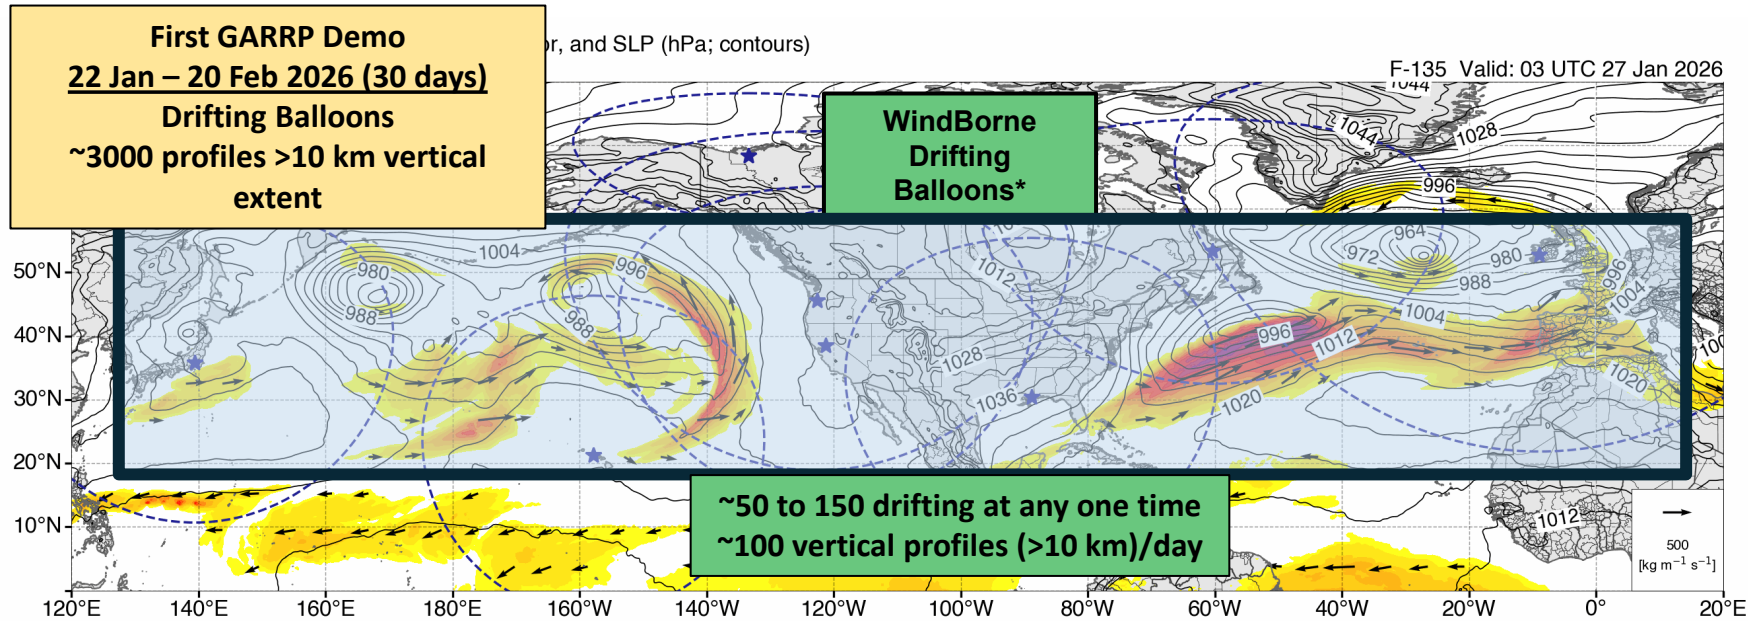 First GARRP Demo
22 Jan – 20 Feb 2026 (30 days)
Drifting Balloons
~3000 profiles >10 km vertical
extent
and SLP (hPa; contours)
F-135 Valid: 03 UTC 27 Jan 2026
WindBorne
Drifting
Balloons*
1044
1044
1028
996
1004
980
988
996
988
1012
1028
1036
964
972
980
988
996
1004
1004
996
1012
1020
1020
1012
50°N
40°N
30°N
20°N
10°N
~50 to 150 drifting at any one time
~100 vertical profiles (>10 km)/day
500
[kg m⁻¹ s⁻¹]
120°E 140°E 160°E 180°E 160°W 140°W 120°W 100°W 80°W 60°W 40°W 20°W 0° 20°E